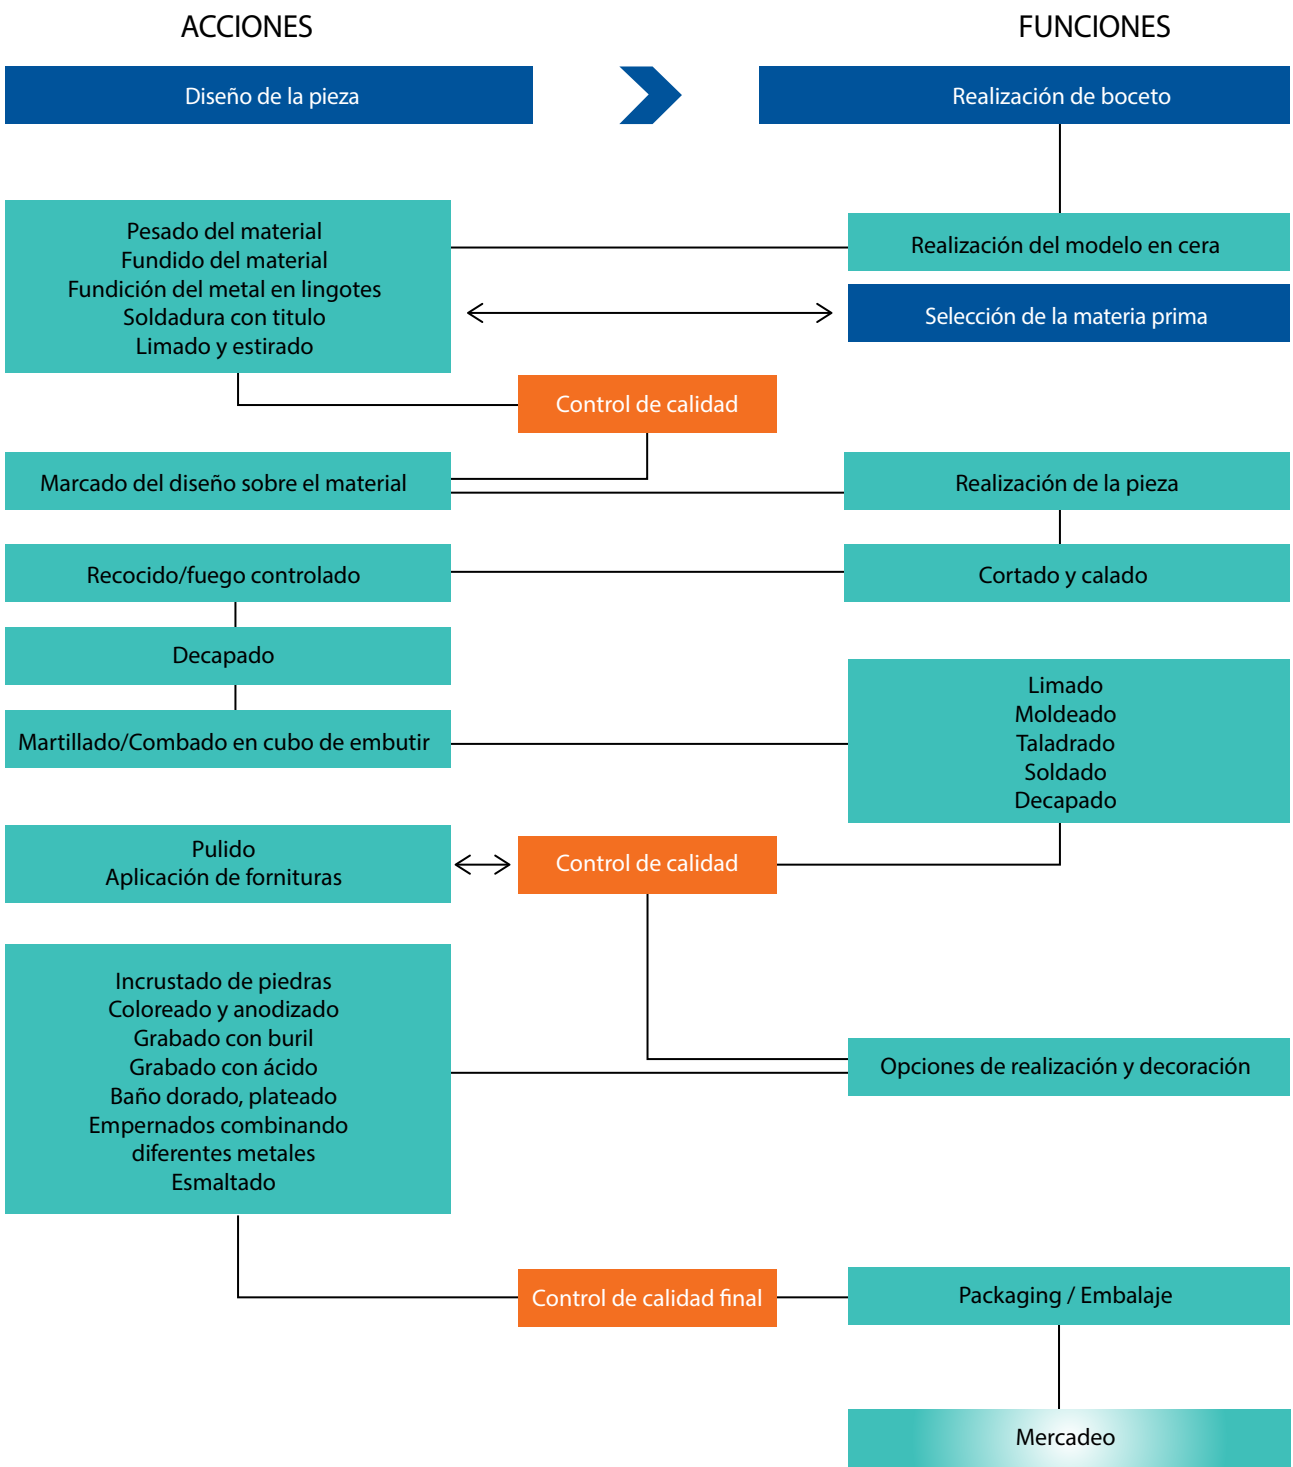 ACCIONES
FUNCIONES
Diseño de la pieza
Realización de boceto
Pesado del material
Fundido del material
Fundición del metal en lingotes
Soldadura con titulo
Limado y estirado
Realización del modelo en cera
Selección de la materia prima
Control de calidad
Marcado del diseño sobre el material
Realización de la pieza
Recocido/fuego controlado
Cortado y calado
Decapado
Martillado/Combado en cubo de embutir
Limado
Moldeado
Taladrado
Soldado
Decapado
Pulido
Aplicación de fornituras
Control de calidad
Incrustado de piedras
Coloreado y anodizado
Grabado con buril
Grabado con ácido
Baño dorado, plateado
Empernados combinando
diferentes metales
Esmaltado
Opciones de realización y decoración
Control de calidad final
Packaging / Embalaje
Mercadeo